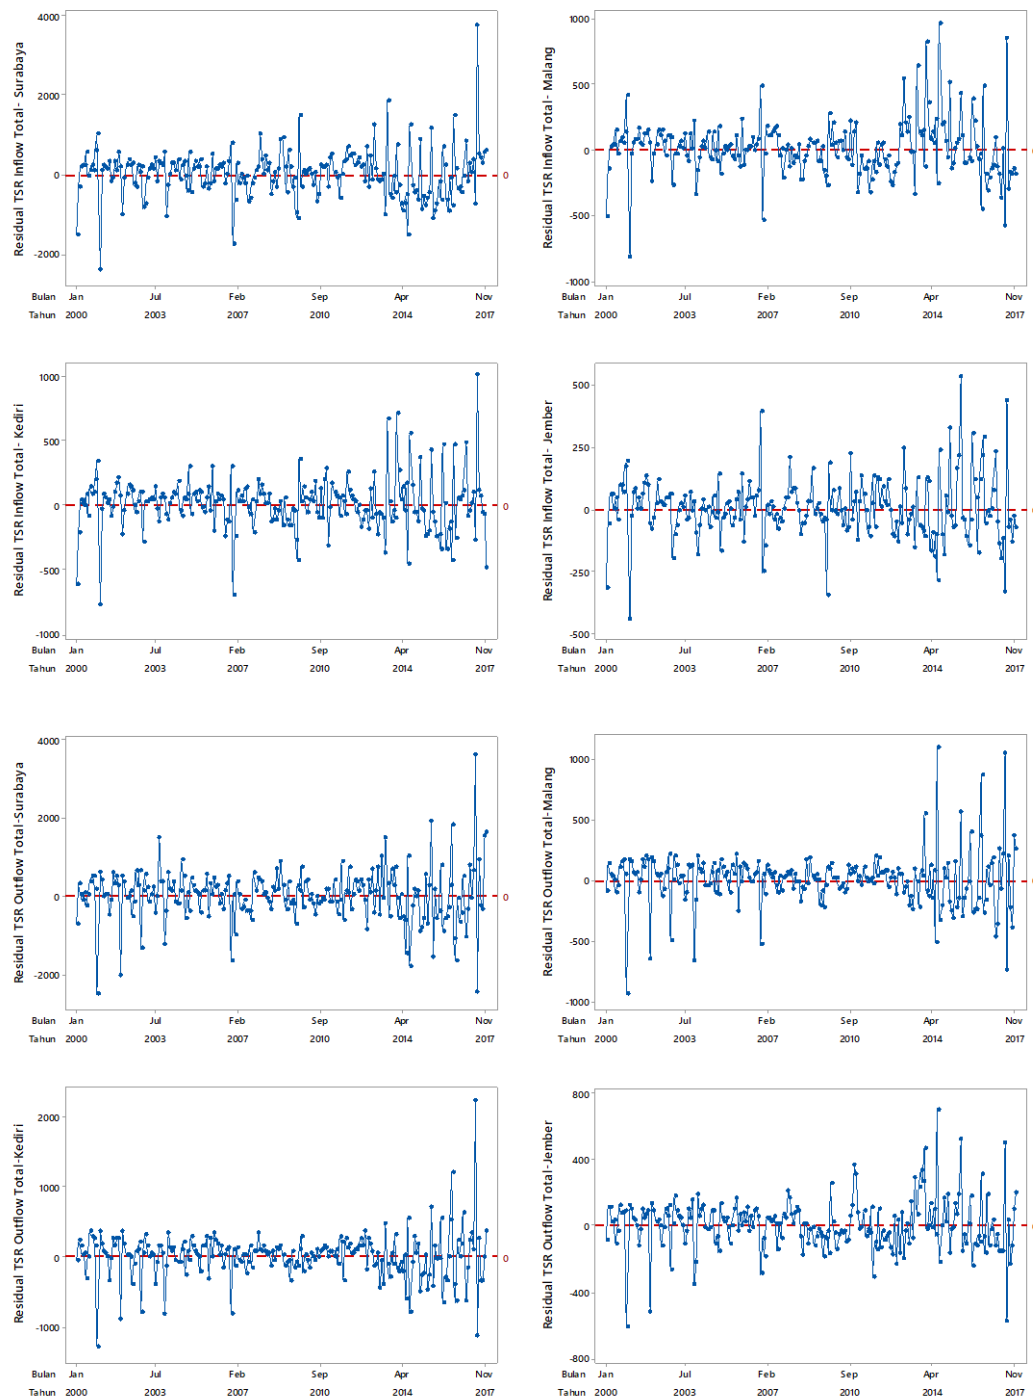 Residual TSR Inflow Total- Surabaya
4000
2000
0
-2000
0
Bulan Jan Jul Feb Sep Apr Nov
Tahun 2000 2003 2007 2010 2014 2017
Residual TSR Inflow Total- Malang
1000
500
0
-500
-1000
Bulan Jan Jul Feb Sep Apr Nov
Tahun 2000 2003 2007 2010 2014 2017
Residual TSR Inflow Total- Kediri
1000
500
0
-500
-1000
0
Bulan Jan Jul Feb Sep Apr Nov
Tahun 2000 2003 2007 2010 2014 2017
Residual TSR Inflow Total- Jember
500
250
0
-250
-500
Bulan Jan Jul Feb Sep Apr Nov
Tahun 2000 2003 2007 2010 2014 2017
Residual TSR Outflow Total-Surabaya
4000
2000
0
-2000
0
Bulan Jan Jul Feb Sep Apr Nov
Tahun 2000 2003 2007 2010 2014 2017
Residual TSR Outflow Total-Malang
1000
500
0
-500
-1000
Bulan Jan Jul Feb Sep Apr Nov
Tahun 2000 2003 2007 2010 2014 2017
Residual TSR Outflow Total-Kediri
2000
1000
0
-1000
0
Bulan Jan Jul Feb Sep Apr Nov
Tahun 2000 2003 2007 2010 2014 2017
Residual TSR Outflow Total-Jember
800
400
0
-400
-800
Bulan Jan Jul Feb Sep Apr Nov
Tahun 2000 2003 2007 2010 2014 2017